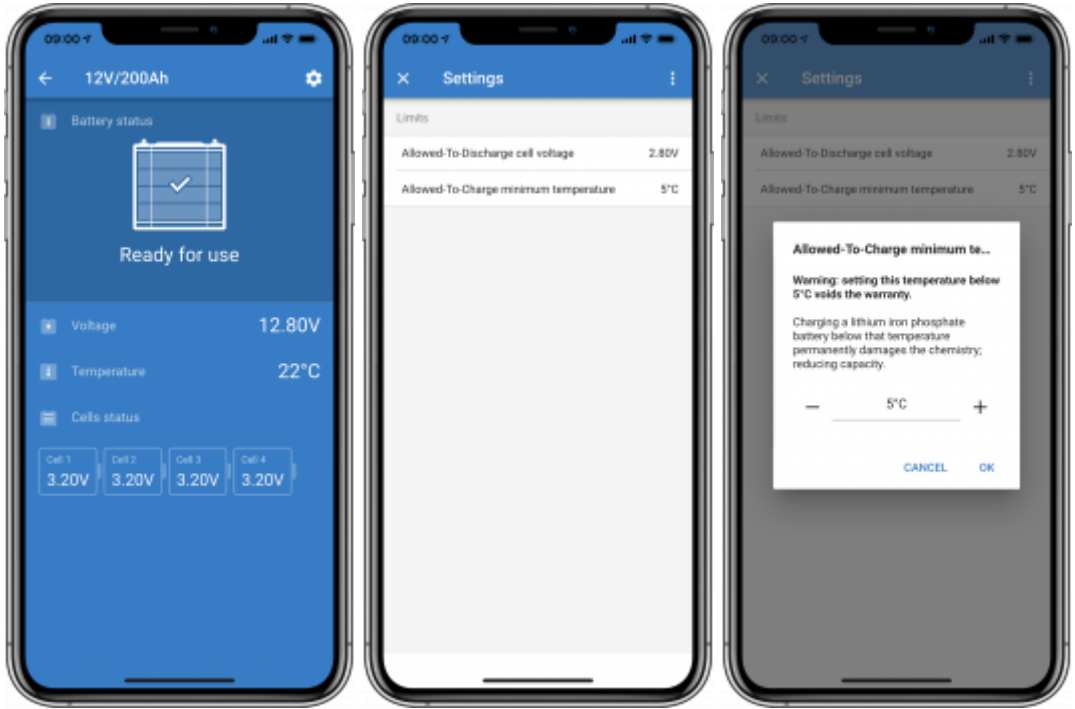 09:00
12V/200Ah
Battery status
Ready for use
Voltage 12.80V
Temperature 22°C
Cells status
Cell 1 Cell 2 Cell 3 Cell 4
3.20V 3.20V 3.20V 3.20V
09:00
Settings
Limits
Allowed-To-Discharge cell voltage 2.80V
Allowed-To-Charge minimum temperature 5°C
09:00
Settings
Limits
Allowed-To-Discharge cell voltage 2.80V
Allowed-To-Charge minimum temperature 5°C
Allowed-To-Charge minimum te...
Warning: setting this temperature below
5°C voids the warranty.
Charging a lithium iron phosphate
battery below that temperature
permanently damages the chemistry;
reducing capacity.
5°C
CANCEL OK